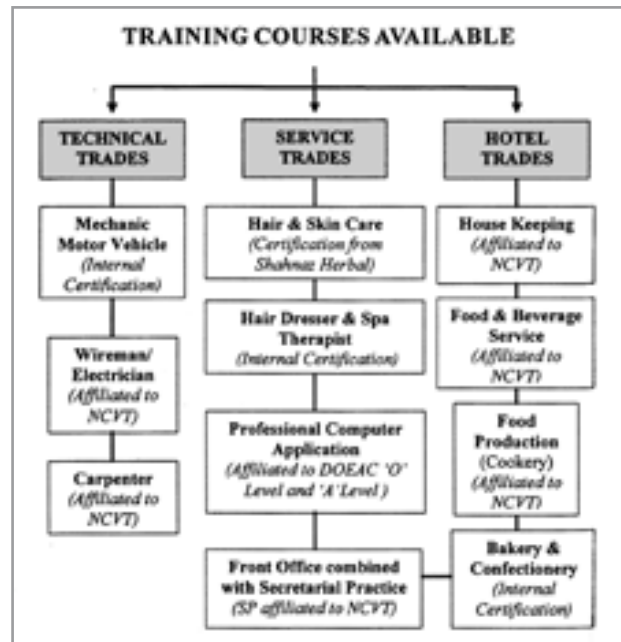 TRAINING COURSES AVAILABLE
TECHNICAL
TRADES
Mechanic
Motor Vehicle
(Internal
Certification)
Wireman/
Electrician
(Affiliated to
NCVT)
Carpenter
(Affiliated to
NCVT)
SERVICE
TRADES
Hair & Skin Care
(Certification from
Shahnaz Herbal)
Hair Dresser & Spa
Therapist
(Internal Certification)
Professional Computer
Application
(Affiliated to DOEAC 'O'
Level and 'A' Level )
Front Office combined
with Secretarial Practice
(SP affiliated to NCVT)
HOTEL
TRADES
House Keeping
(Affiliated to
NCVT)
Food & Beverage
Service
(Affiliated to
NCVT)
Food
Production
(Cookery)
(Affiliated to
NCVT)
Bakery &
Confectionery
(Internal
Certification)